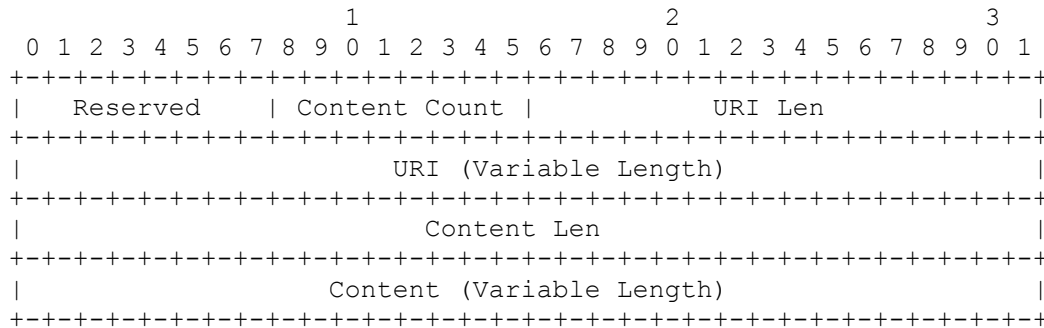 1                   2                   3
 0 1 2 3 4 5 6 7 8 9 0 1 2 3 4 5 6 7 8 9 0 1 2 3 4 5 6 7 8 9 0 1
+-+-+-+-+-+-+-+-+-+-+-+-+-+-+-+-+-+-+-+-+-+-+-+-+-+-+-+-+-+-+-+-+
|   Reserved    | Content Count |           URI Len             |
+-+-+-+-+-+-+-+-+-+-+-+-+-+-+-+-+-+-+-+-+-+-+-+-+-+-+-+-+-+-+-+-+
|                       URI (Variable Length)                   |
+-+-+-+-+-+-+-+-+-+-+-+-+-+-+-+-+-+-+-+-+-+-+-+-+-+-+-+-+-+-+-+-+
|                         Content Len                           |
+-+-+-+-+-+-+-+-+-+-+-+-+-+-+-+-+-+-+-+-+-+-+-+-+-+-+-+-+-+-+-+-+
|                   Content (Variable Length)                   |
+-+-+-+-+-+-+-+-+-+-+-+-+-+-+-+-+-+-+-+-+-+-+-+-+-+-+-+-+-+-+-+-+